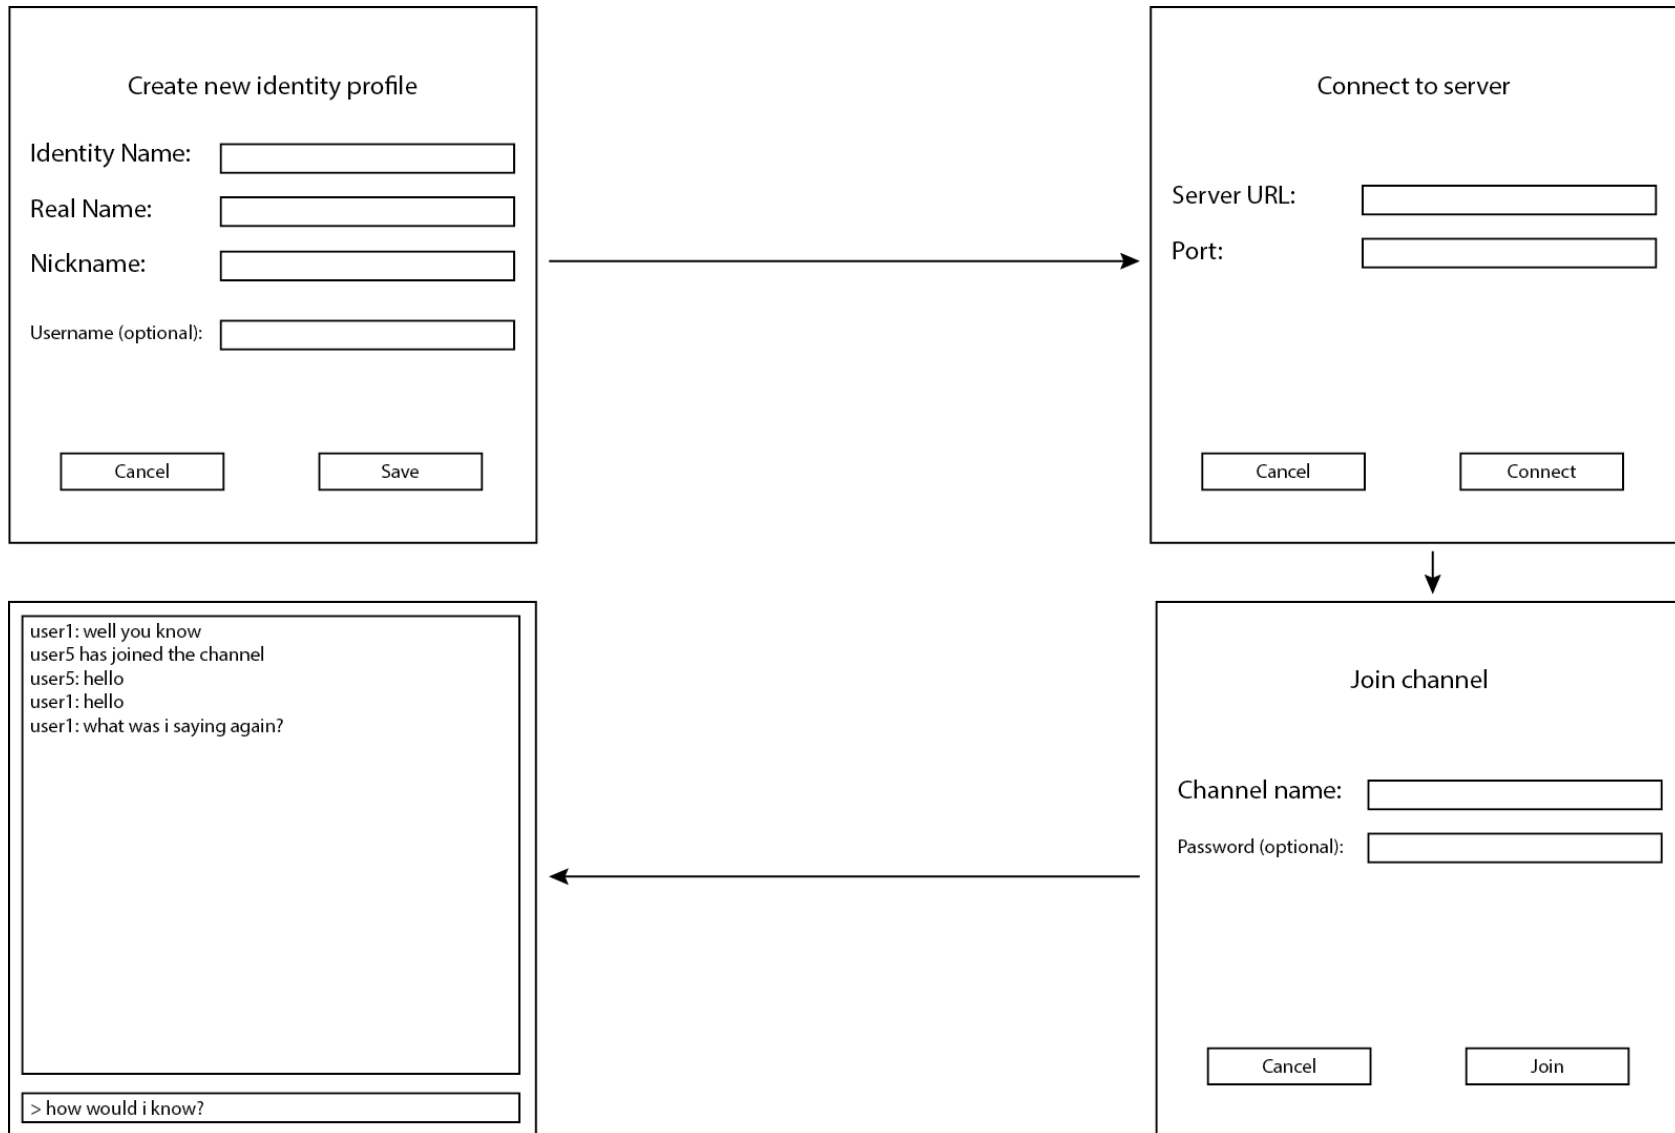 Create new identity profile
Identity Name:
Real Name:
Nickname:
Username (optional):
Cancel
Save
Connect to server
Server URL:
Port:
Cancel
Connect
Join channel
Channel name:
Password (optional):
Cancel
Join
user1: well you know
user5 has joined the channel
user5: hello
user1: hello
user1: what was i saying again?
> how would i know?